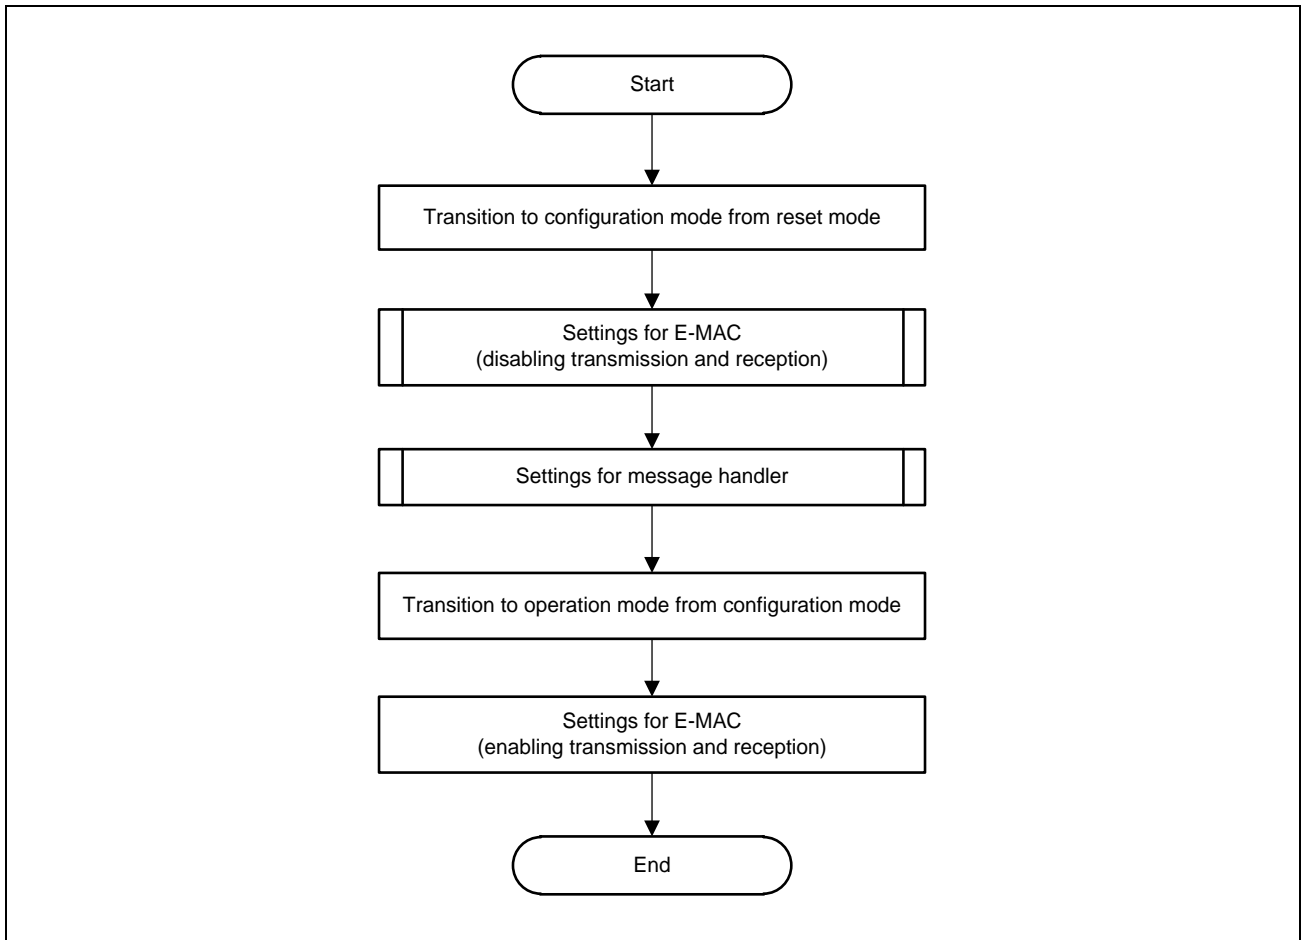 Start
Transition to configuration mode from reset mode
Settings for E-MAC
(disabling transmission and reception)
Settings for message handler
Transition to operation mode from configuration mode
Settings for E-MAC
(enabling transmission and reception)
End